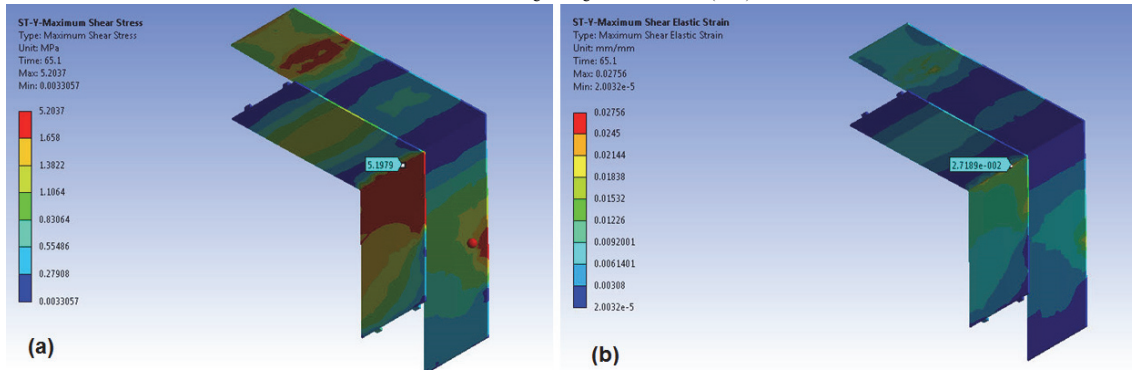 ST-Y-Maximum Shear Stress
Type: Maximum Shear Stress
Unit: MPa
Time: 65.1
Max: 5.2037
Min: 0.0033057
5.2037
1.658
1.3822
1.1064
0.83064
0.55486
0.27908
0.0033057
5.1979
(a)
ST-Y-Maximum Shear Elastic Strain
Type: Maximum Shear Elastic Strain
Unit: mm/mm
Time: 65.1
Max: 0.02756
Min: 2.0032e-5
0.02756
0.0245
0.02144
0.01838
0.01532
0.01226
0.0092001
0.0061401
0.00308
2.0032e-5
2.7189e-002
(b)